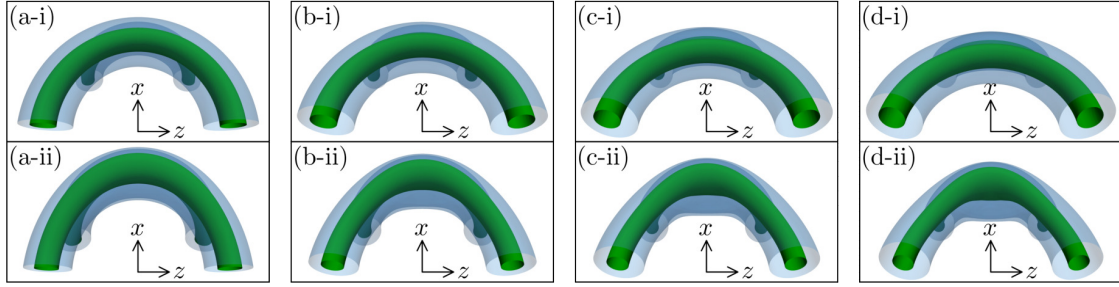 (a-i) (b-i) (c-i) (d-i)
x x x x
z z z z
(a-ii) (b-ii) (c-ii) (d-ii)
x x x x
z z z z